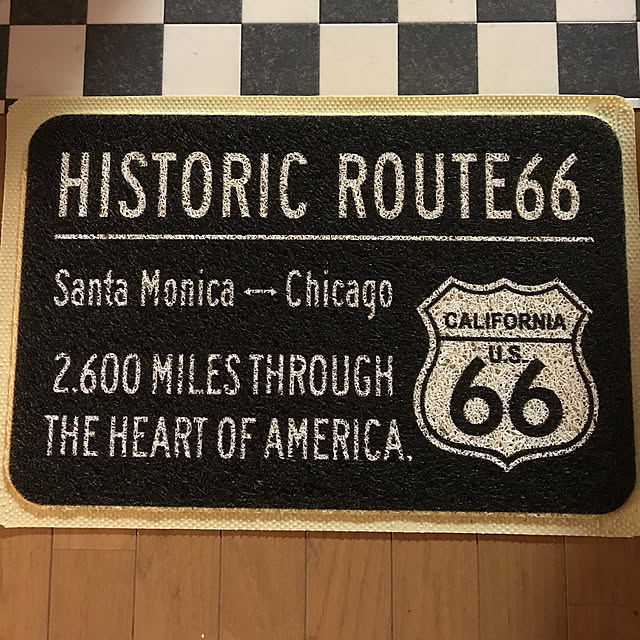 HISTORIC ROUTE66
Santa Monica ↔ Chicago
2.600 MILES THROUGH
THE HEART OF AMERICA.
CALIFORNIA
U.S.
66